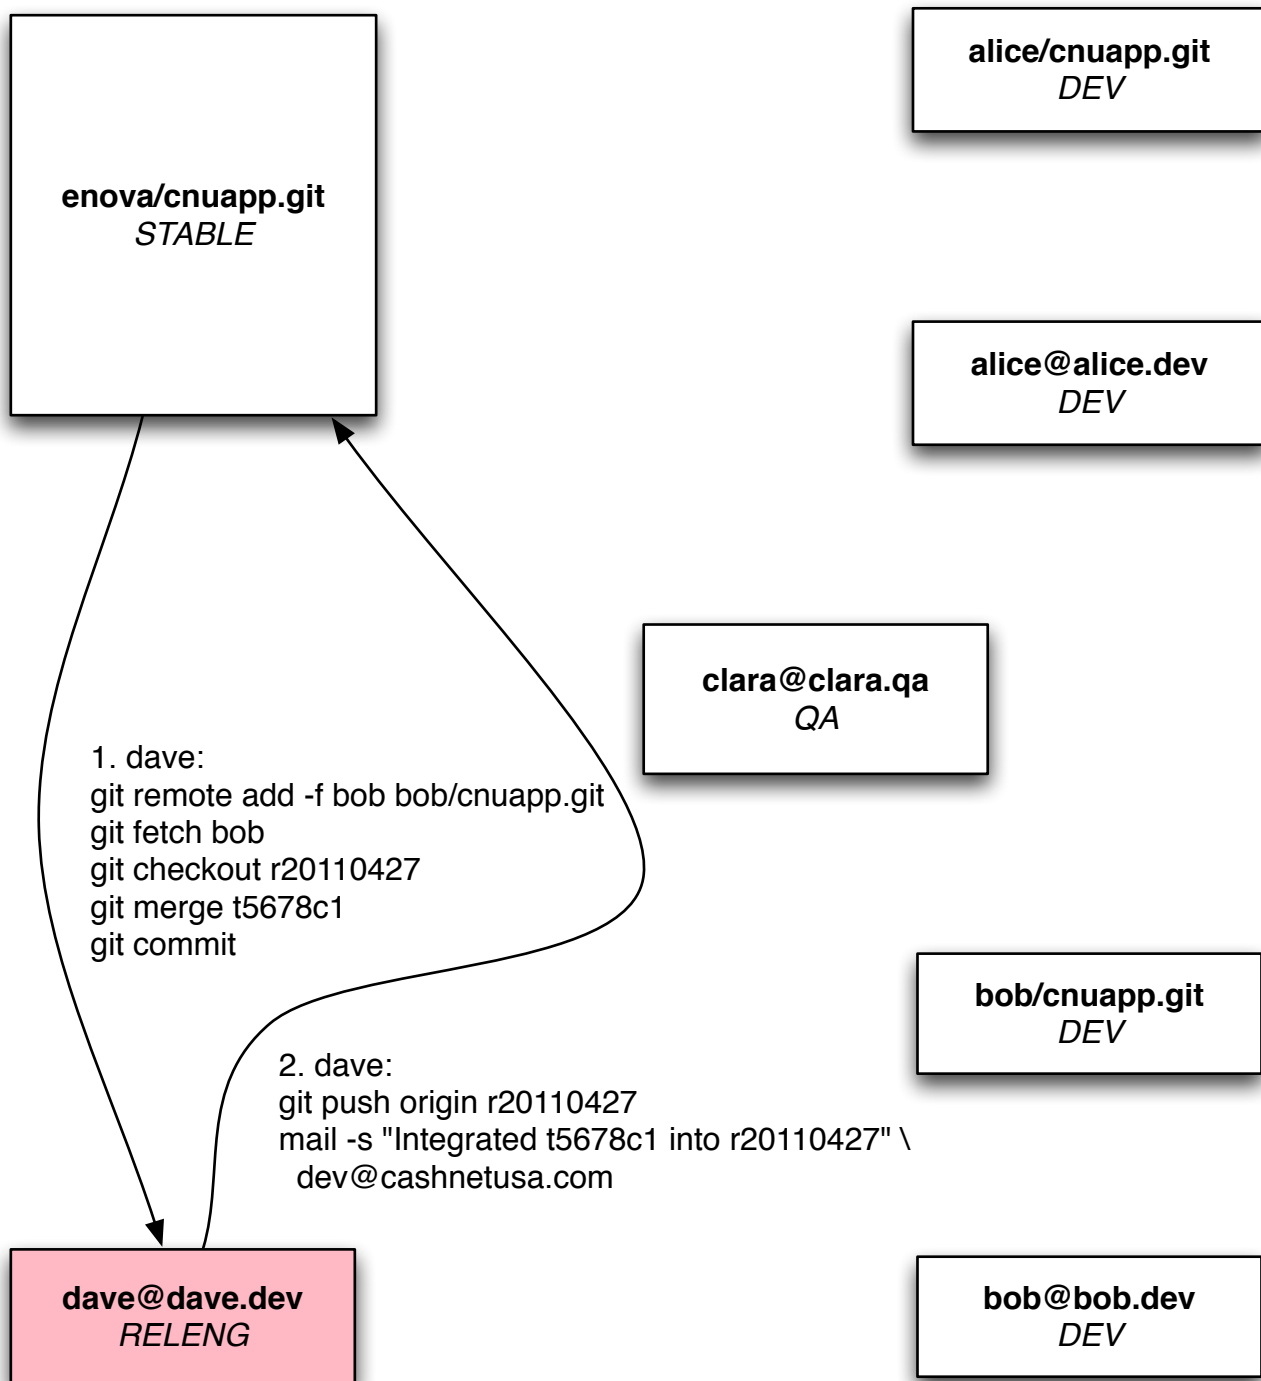 enova/cnuapp.git
STABLE
alice/cnuapp.git
DEV
alice@alice.dev
DEV
clara@clara.qa
QA
1. dave:
git remote add -f bob bob/cnuapp.git
git fetch bob
git checkout r20110427
git merge t5678c1
git commit
bob/cnuapp.git
DEV
2. dave:
git push origin r20110427
mail -s "Integrated t5678c1 into r20110427" \
dev@cashnetusa.com
dave@dave.dev
RELENG
bob@bob.dev
DEV